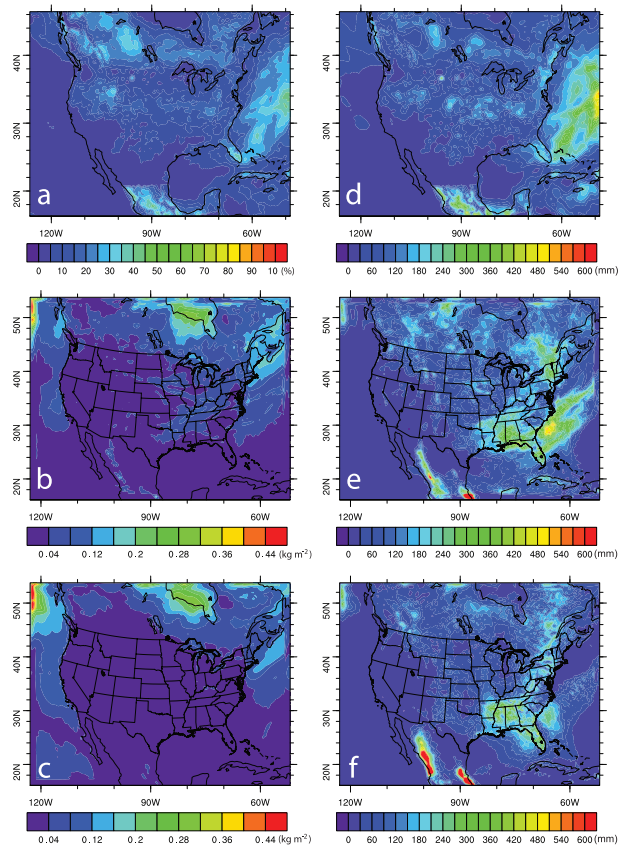 40N 30N 20N a 120W 90W 60W
40N 30N 20N d 120W 90W 60W
0 10 20 30 40 50 60 70 80 90 10 (%)
0 60 120 180 240 300 360 420 480 540 600 (mm)
50N 40N 30N 20N b 120W 90W 60W
50N 40N 30N 20N e 120W 90W 60W
0.04 0.12 0.2 0.28 0.36 0.44 (kg m-2)
0 60 120 180 240 300 360 420 480 540 600 (mm)
50N 40N 30N 20N c 120W 90W 60W
50N 40N 30N 20N f 120W 90W 60W
0.04 0.12 0.2 0.28 0.36 0.44 (kg m-2)
0 60 120 180 240 300 360 420 480 540 600 (mm)